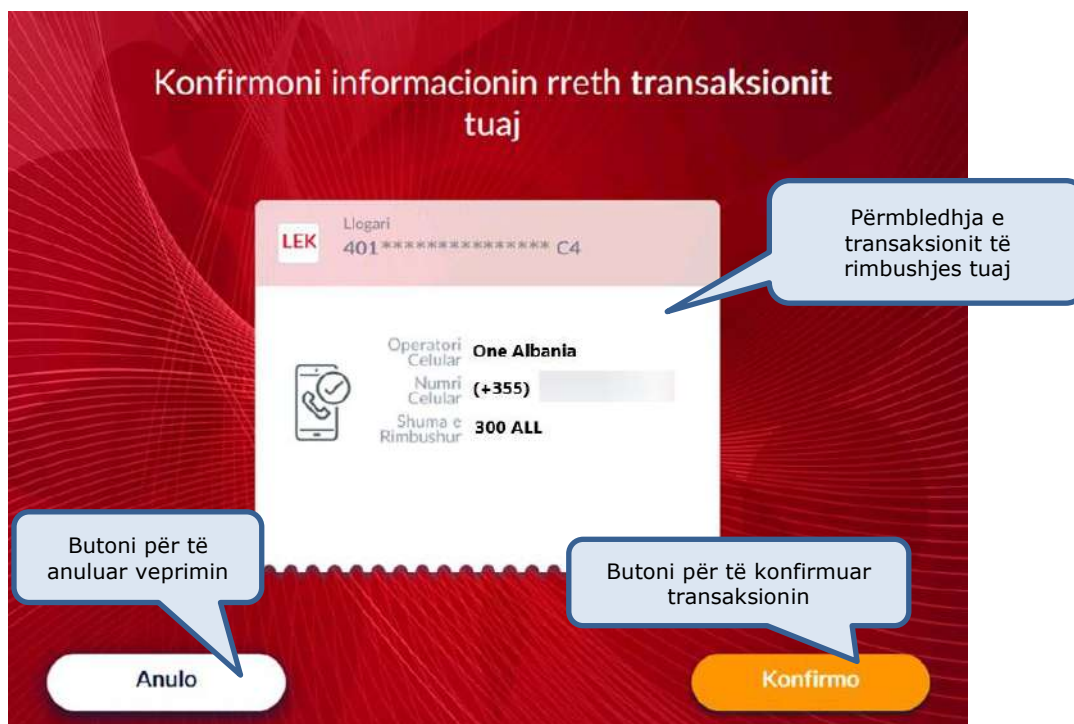 Konfirmoni informacionin rreth transaksionit
tuaj
LEK
Llogari
401*************** C4
Përmbledhja e
transaksionit të
rimbushjes tuaj
Operatori
Celular
One Albania
Numri
Celular
(+355)
Shuma e
Rimbushur
300 ALL
Butoni për të
anuluar veprimin
Butoni për të konfirmuar
transaksionin
Anulo
Konfirmo